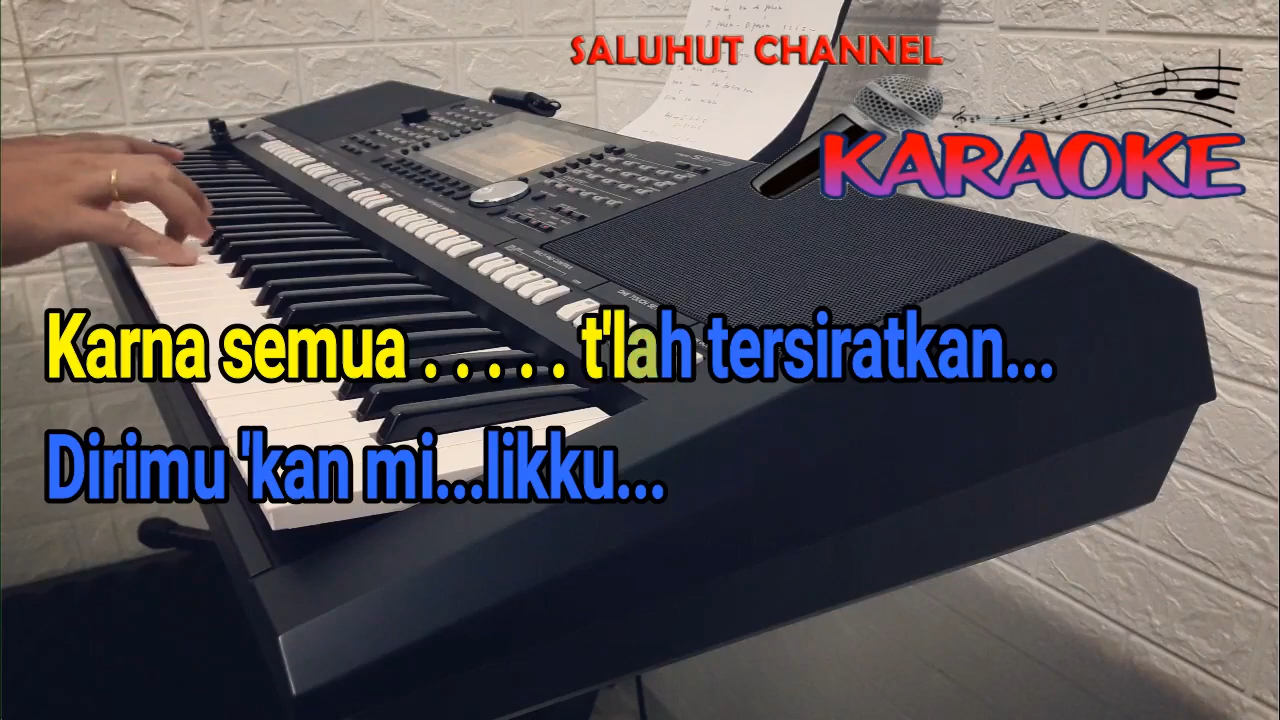 SALUHUT CHANNEL
KARAOKE
Karna semua . . . . . t'lah tersiratkan...
Dirimu 'kan mi...likku...